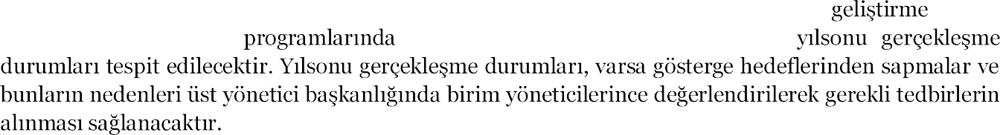 geliştirme
programlarında yılsonu gerçekleşme
durumları tespit edilecektir. Yılsonu gerçekleşme durumları, varsa gösterge hedeflerinden sapmalar ve
bunların nedenleri üst yönetici başkanlığında birim yöneticilerince değerlendirilerek gerekli tedbirlerin
alınması sağlanacaktır.